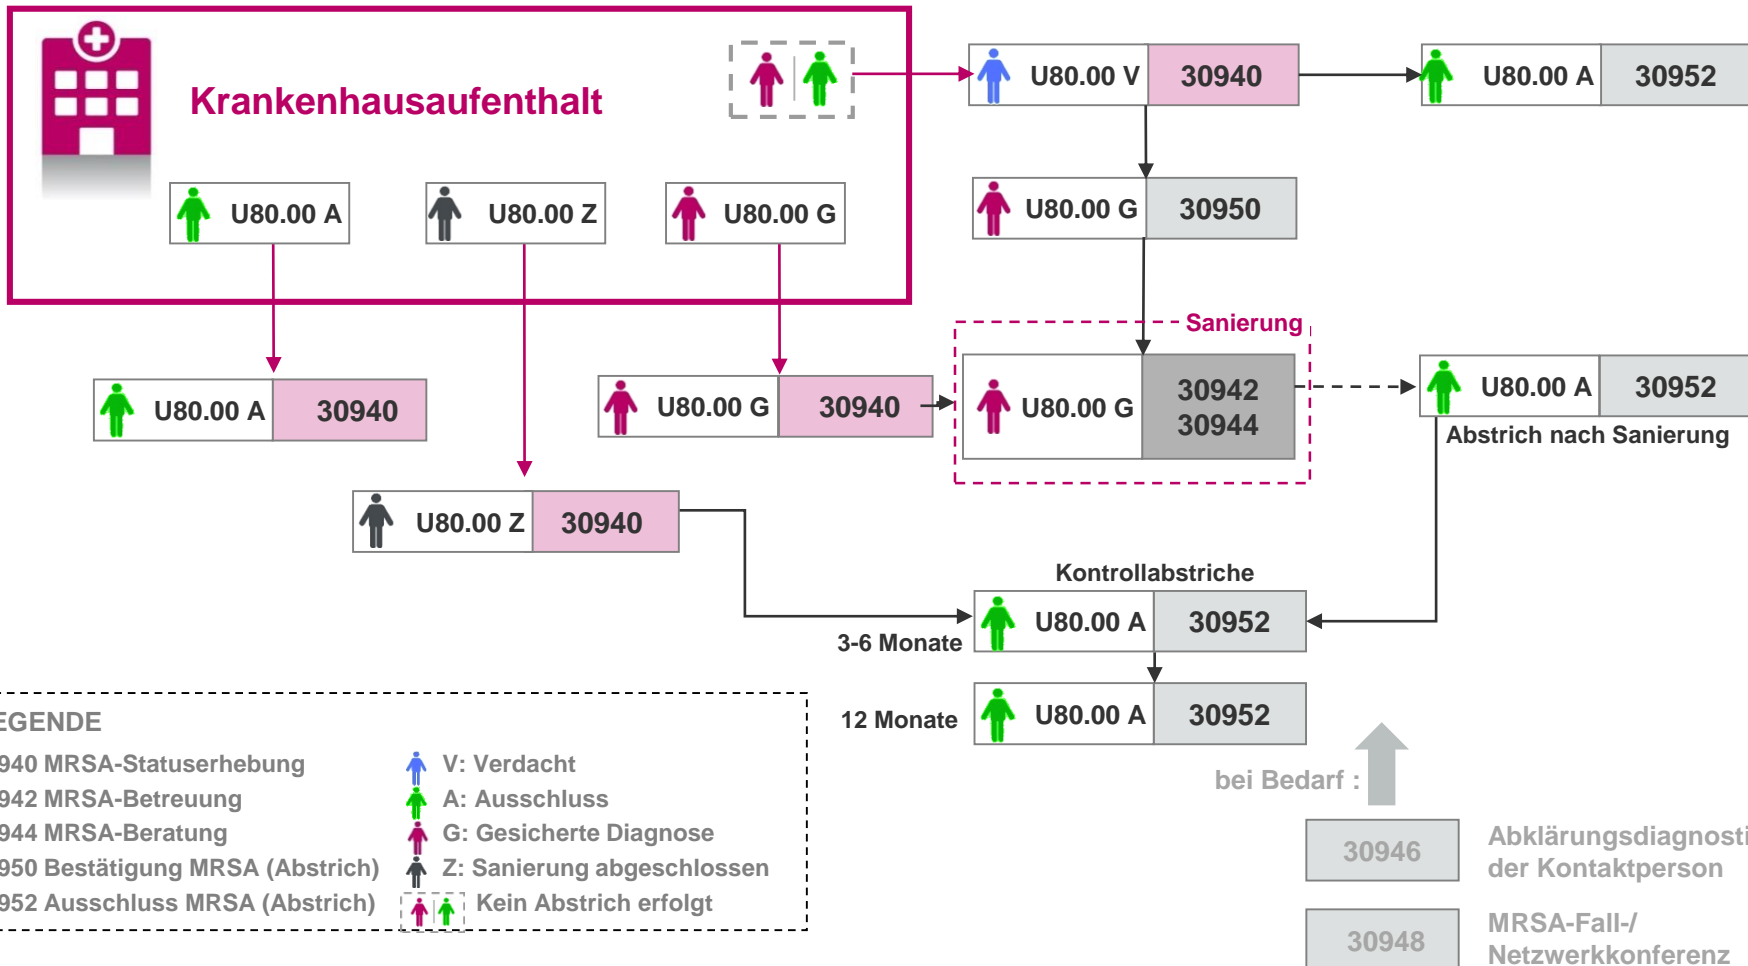 Krankenhausaufenthalt
U80.00 V 30940
U80.00 A 30952
U80.00 A
U80.00 Z
U80.00 G
U80.00 G 30950
Sanierung
U80.00 A 30940
U80.00 G 30940
U80.00 G 30942
30944
U80.00 A 30952
Abstrich nach Sanierung
U80.00 Z 30940
Kontrollabstriche
3-6 Monate
U80.00 A 30952
12 Monate
U80.00 A 30952
EGENDE
940 MRSA-Statuserhebung
942 MRSA-Betreuung
944 MRSA-Beratung
950 Bestätigung MRSA (Abstrich)
952 Ausschluss MRSA (Abstrich)
V: Verdacht
A: Ausschluss
G: Gesicherte Diagnose
Z: Sanierung abgeschlossen
Kein Abstrich erfolgt
bei Bedarf :
30946
Abklärungsdiagnosti
der Kontaktperson
30948
MRSA-Fall-/
Netzwerkkonferenz